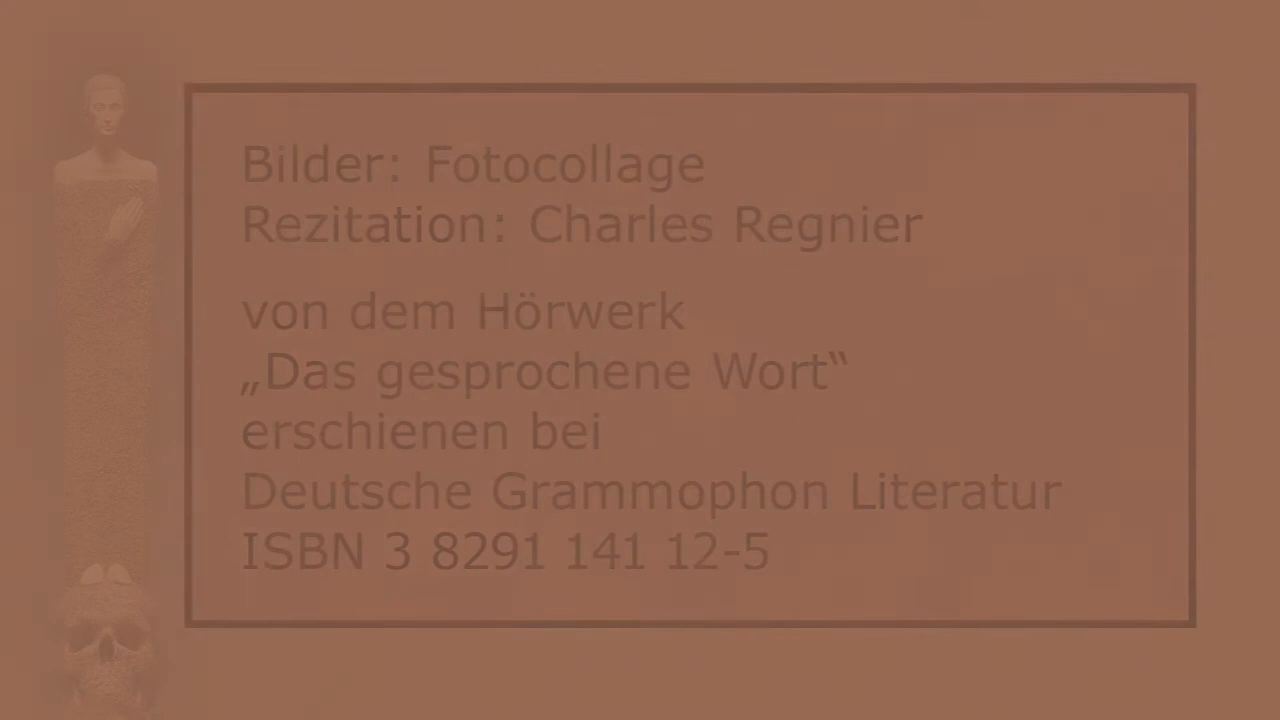 Bilder: Fotocollage
Rezitation: Charles Regnier
von dem Hörwerk
„Das gesprochene Wort“
erschienen bei
Deutsche Grammophon Literatur
ISBN 3 8291 141 12-5